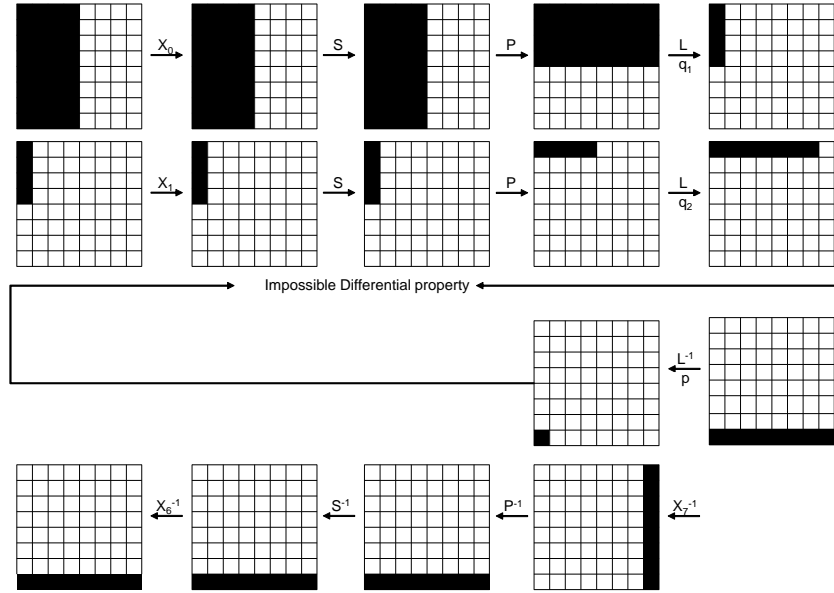 X₀ S P L
q₁
X₁ S P L
q₂
Impossible Differential property
L⁻¹
p
X₆⁻¹ S⁻¹ P⁻¹ X₇⁻¹